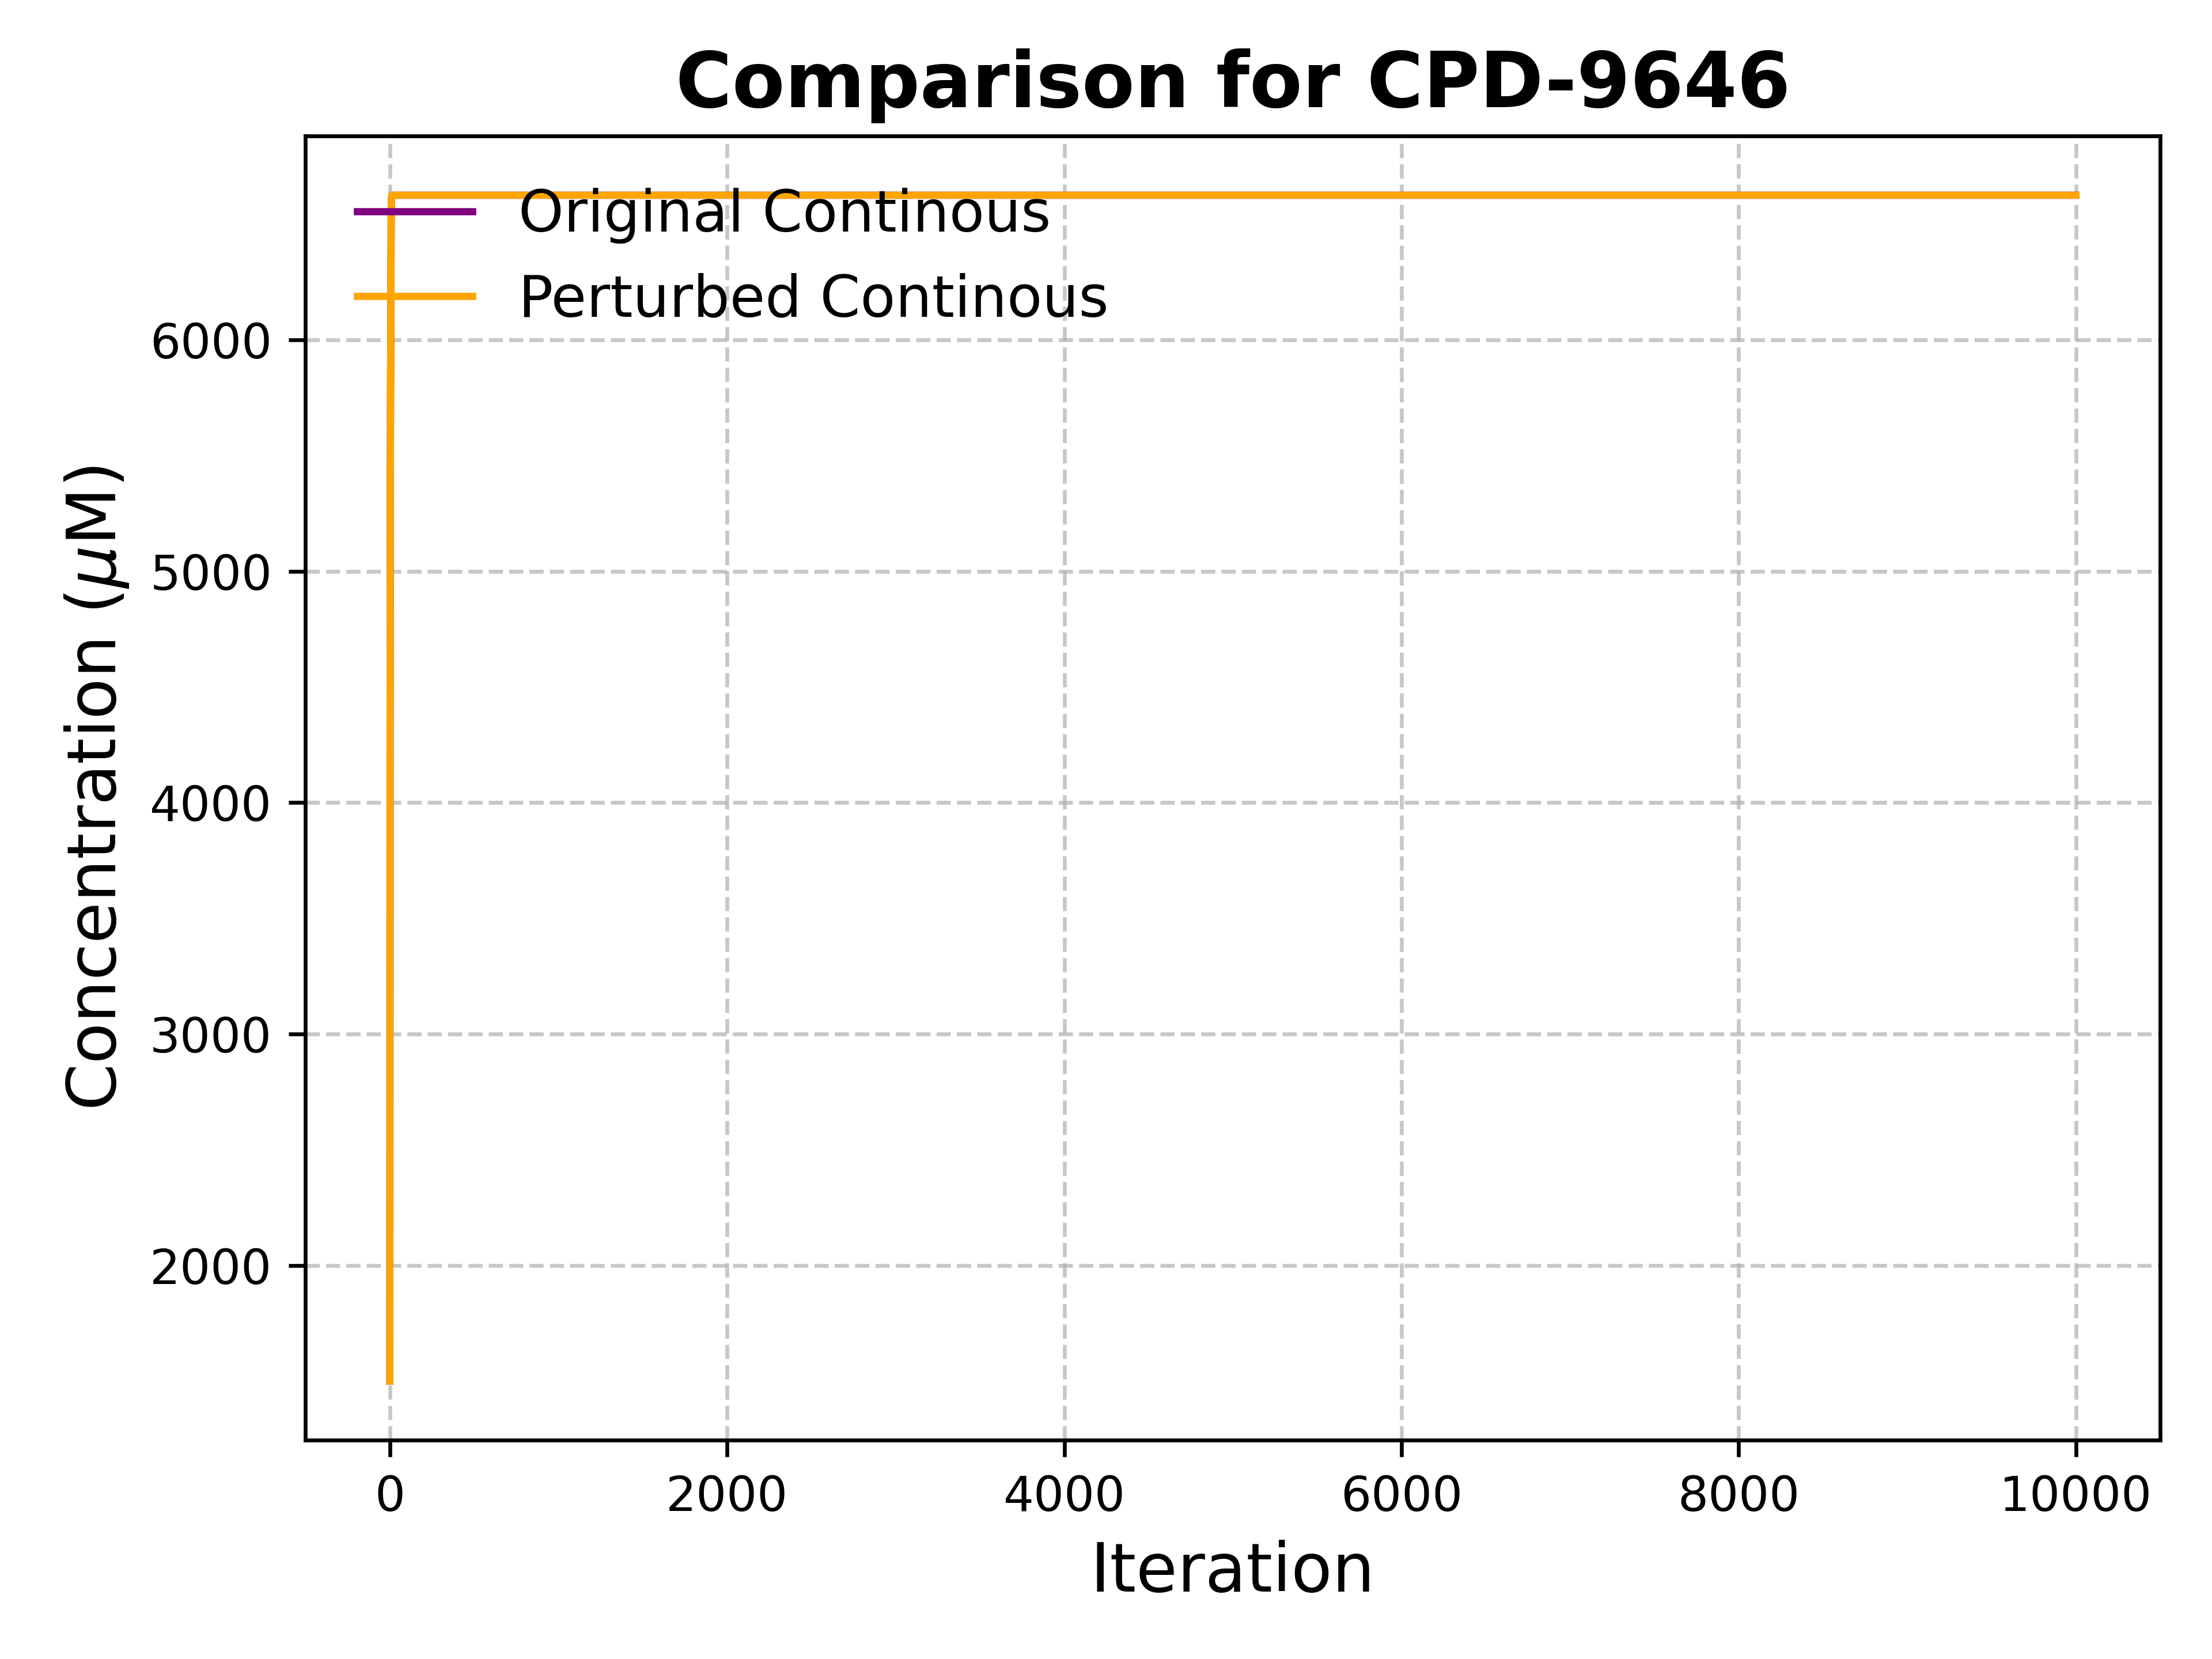 Comparison for CPD-9646
Original Continous
Perturbed Continous
Concentration (μM)
6000
5000
4000
3000
2000
0 2000 4000 6000 8000 10000
Iteration